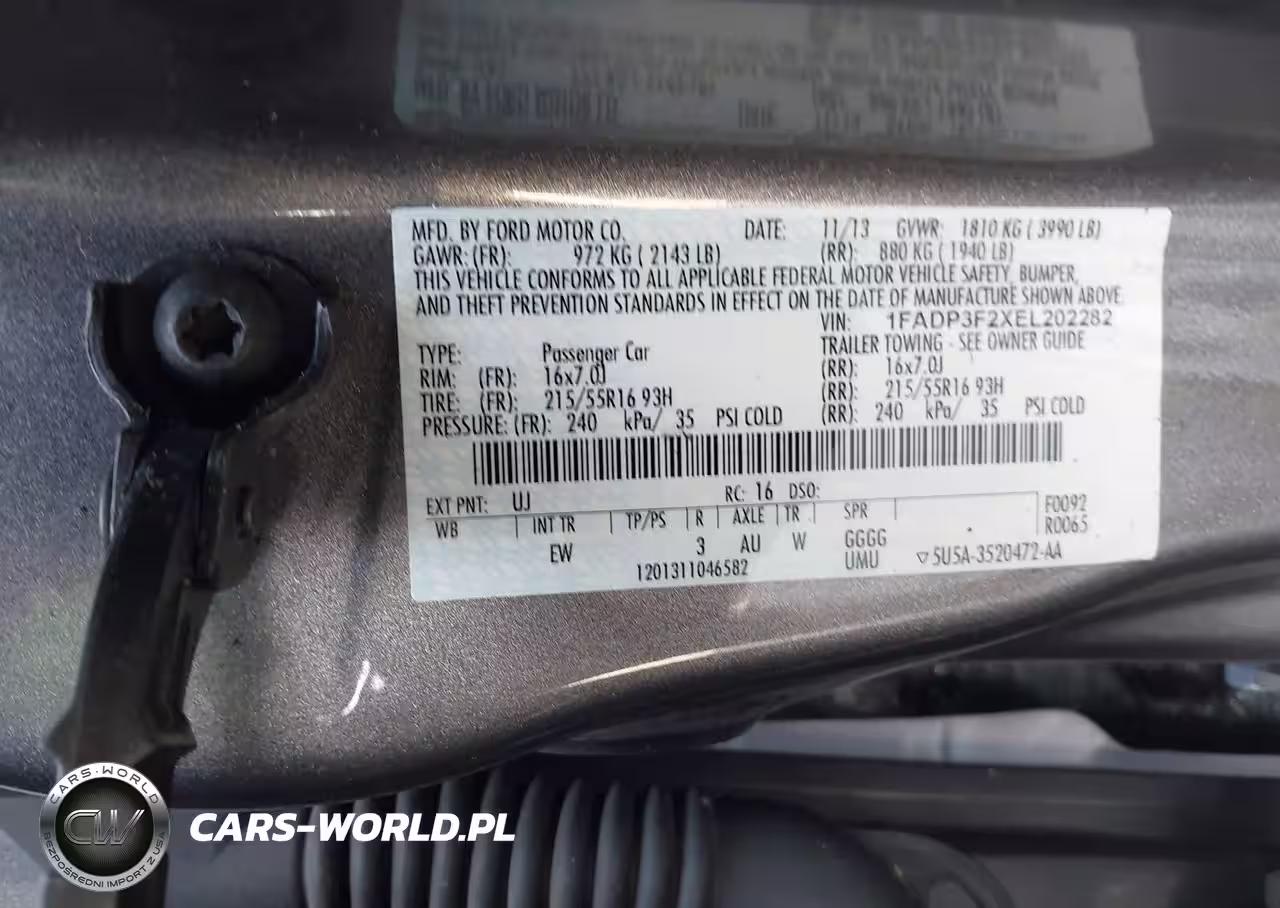 MFD. BY FORD MOTOR CO. DATE: 11/13 GVWR: 1810 KG ( 3990 LB)
GAWR: (FR): 972 KG ( 2143 LB) (RR): 880 KG ( 1940 LB)
THIS VEHICLE CONFORMS TO ALL APPLICABLE FEDERAL MOTOR VEHICLE SAFETY, BUMPER,
AND THEFT PREVENTION STANDARDS IN EFFECT ON THE DATE OF MANUFACTURE SHOWN ABOVE.
VIN: 1FADP3F2XEL202282
TYPE: Passenger Car TRAILER TOWING - SEE OWNER GUIDE
RIM: (FR): 16x7.0J (RR): 16x7.0J
TIRE: (FR): 215/55R16 93H (RR): 215/55R16 93H
PRESSURE: (FR): 240 kPa/ 35 PSI COLD (RR): 240 kPa/ 35 PSI COLD
EXT PNT: UJ RC: 16 DSO: F0092
WB INT TR TP/PS R AXLE TR SPR R0065
EW 3 AU W GGGG
1201311046582 UMU ▽5U5A-3520472-AA
CARS-WORLD
CW
BEZPOŚREDNI IMPORT Z USA
CARS-WORLD.PL